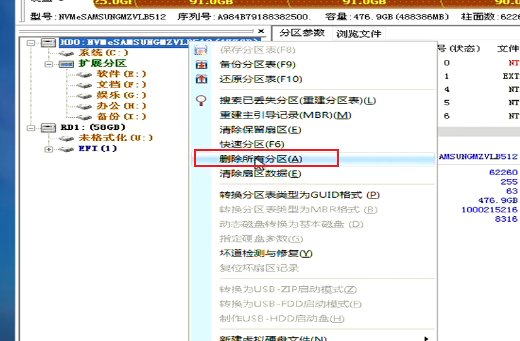 25.0GB 91.0GB 91.0GB 90.0
型号:NVMeSAMSUNGMZVLB512 序列号:A984B79188382500. 容量:476.9GB(488386MB) 柱面数:622
HD0:NVMeSAMSUNGMZVLB512(477GB)
系统(C:)
扩展分区
软件(E:)
文档(F:)
娱乐(G:)
办公(H:)
备份(I:)
RD1:(50GB)
未格式化(U:)
EFI(1)
保存分区表(F8)
备份分区表(F9)
还原分区表(F10)
搜索已丢失分区(重建分区表)(L)
重建主引导记录(MBR)(M)
清除保留扇区(E)
快速分区(F6)
删除所有分区(A)
清除扇区数据(E)
转换分区表类型为GUID格式 (P)
转换分区表类型为MBR格式 (B)
动态磁盘转换为基本磁盘 (D)
指定硬盘参数(G)
坏道检测与修复(Y)
复位坏扇区记录
转换为USB-ZIP启动模式(Z)
转换为USB-FDD启动模式(F)
制作USB-HDD启动盘(H)
新建虚拟硬盘文件(N)
分区参数 浏览文件
号(状态) 文件
0 NT
1 EXT
4 NT
5 NT
6 NT
AMSUNGMZVLB512
62260
255
63
476.9GB
1000215216
8316